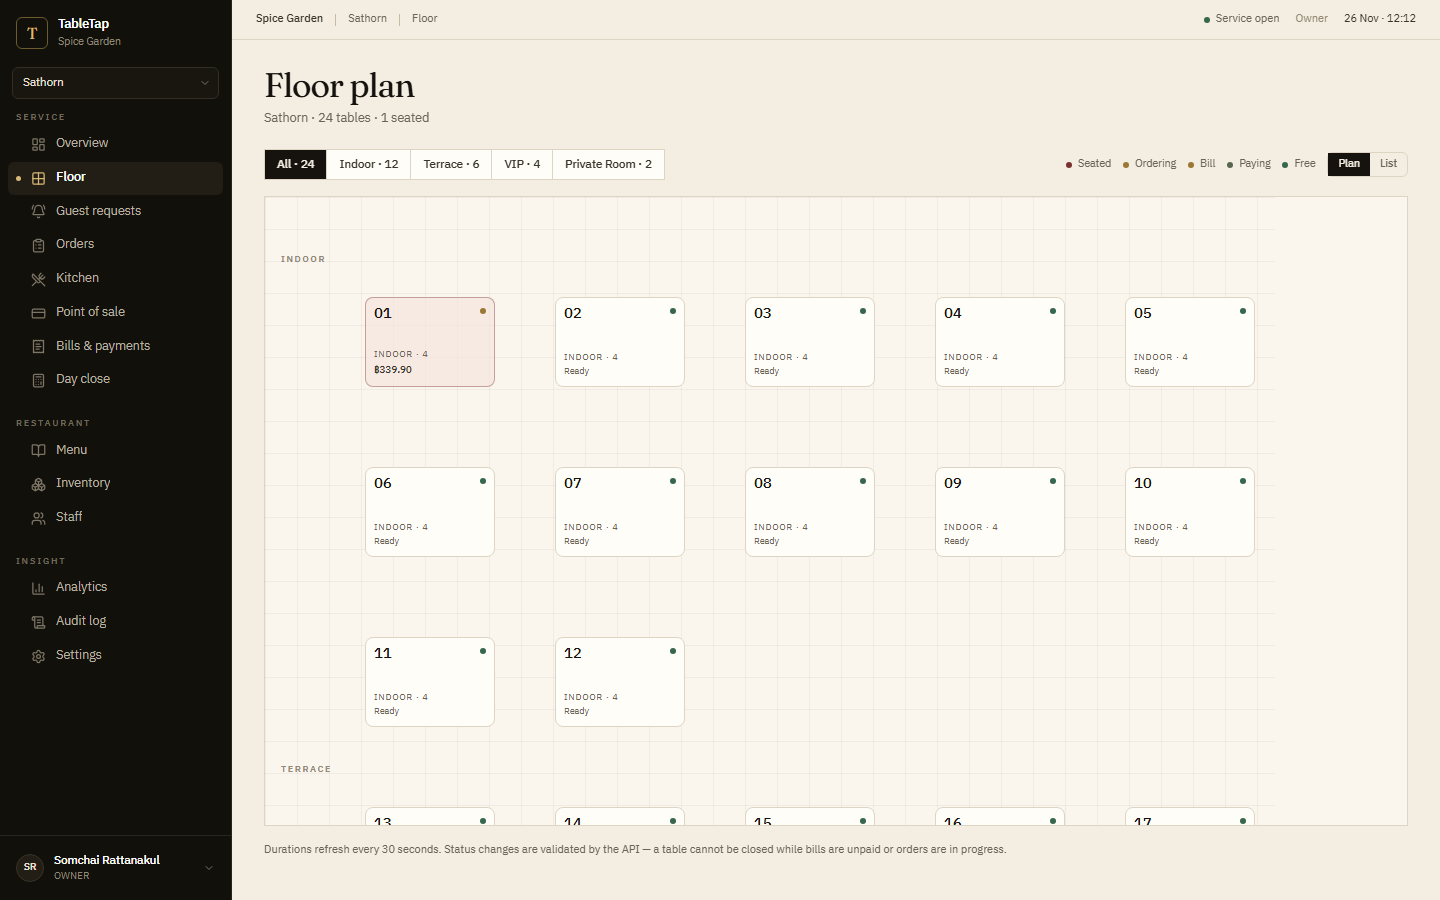 T
TableTap
Spice Garden
Sathorn
SERVICE
Overview
Floor
Guest requests
Orders
Kitchen
Point of sale
Bills & payments
Day close
RESTAURANT
Menu
Inventory
Staff
INSIGHT
Analytics
Audit log
Settings
SR
Somchai Rattanakul
OWNER
Spice Garden | Sathorn | Floor
Service open Owner 26 Nov · 12:12
Floor plan
Sathorn · 24 tables · 1 seated
All · 24 Indoor · 12 Terrace · 6 VIP · 4 Private Room · 2
Seated Ordering Bill Paying Free Plan List
INDOOR
01 02 03 04 05
INDOOR · 4 INDOOR · 4 INDOOR · 4 INDOOR · 4 INDOOR · 4
฿339.90 Ready Ready Ready Ready
06 07 08 09 10
INDOOR · 4 INDOOR · 4 INDOOR · 4 INDOOR · 4 INDOOR · 4
Ready Ready Ready Ready Ready
11 12
INDOOR · 4 INDOOR · 4
Ready Ready
TERRACE
13 14 15 16 17
Durations refresh every 30 seconds. Status changes are validated by the API — a table cannot be closed while bills are unpaid or orders are in progress.